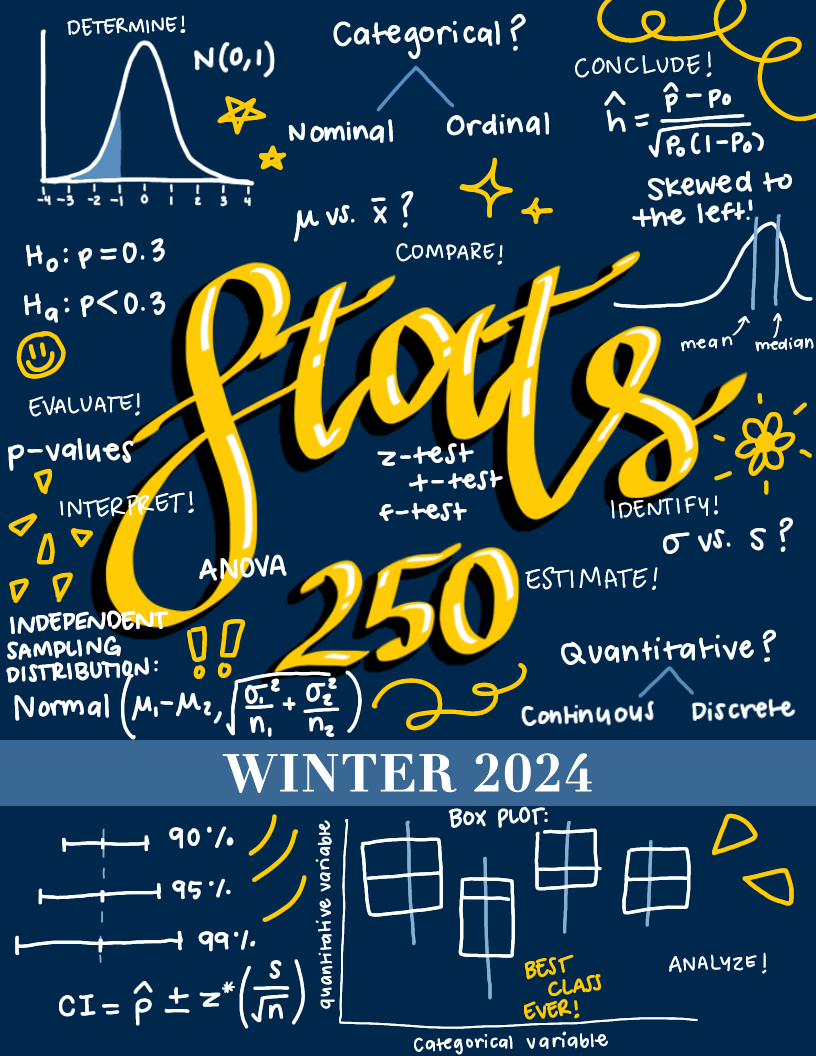 DETERMINE!
N(0,1)
-4 -3 -2 -1 0 1 2 3 4
Categorical?
Nominal Ordinal
CONCLUDE!
ĥ = p̂ - p₀ / √p₀(1-p₀)
Skewed to
the left!
mean median
μ vs. x̄ ?
COMPARE!
H₀: p = 0.3
Hₐ: p < 0.3
EVALUATE!
p-values
INTERPRET!
Stats
z-test
t-test
f-test
IDENTIFY!
σ vs. s ?
ANOVA
250
ESTIMATE!
INDEPENDENT
SAMPLING
DISTRIBUTION:
Normal (μ₁-μ₂, √σ₁²/n₁ + σ₂²/n₂)
Quantitative?
Continuous Discrete
WINTER 2024
90%
95%
99%
CI = p̂ ± z*(s/√n)
BOX PLOT:
quantitative variable
BEST
CLASS
EVER!
ANALYZE!
Categorical variable